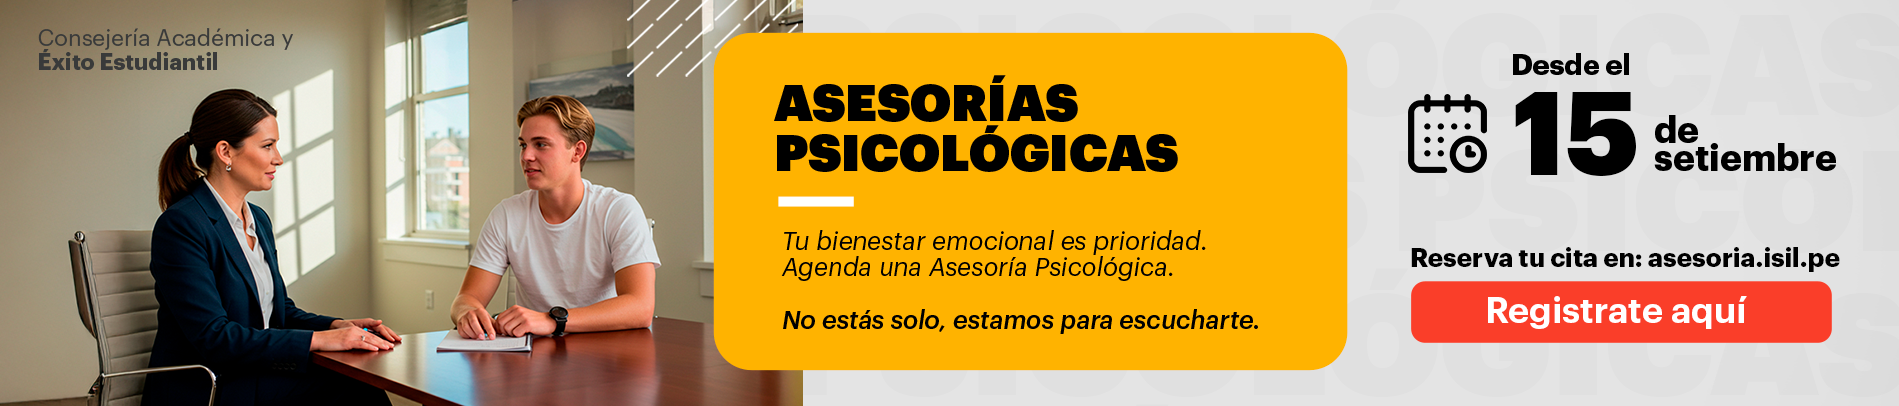 Consejería Académica y
Éxito Estudiantil
ASESORÍAS
PSICOLÓGICAS
Tu bienestar emocional es prioridad.
Agenda una Asesoría Psicológica.
No estás solo, estamos para escucharte.
Desde el
15 de
setiembre
Reserva tu cita en: asesoria.isil.pe
Registrate aquí